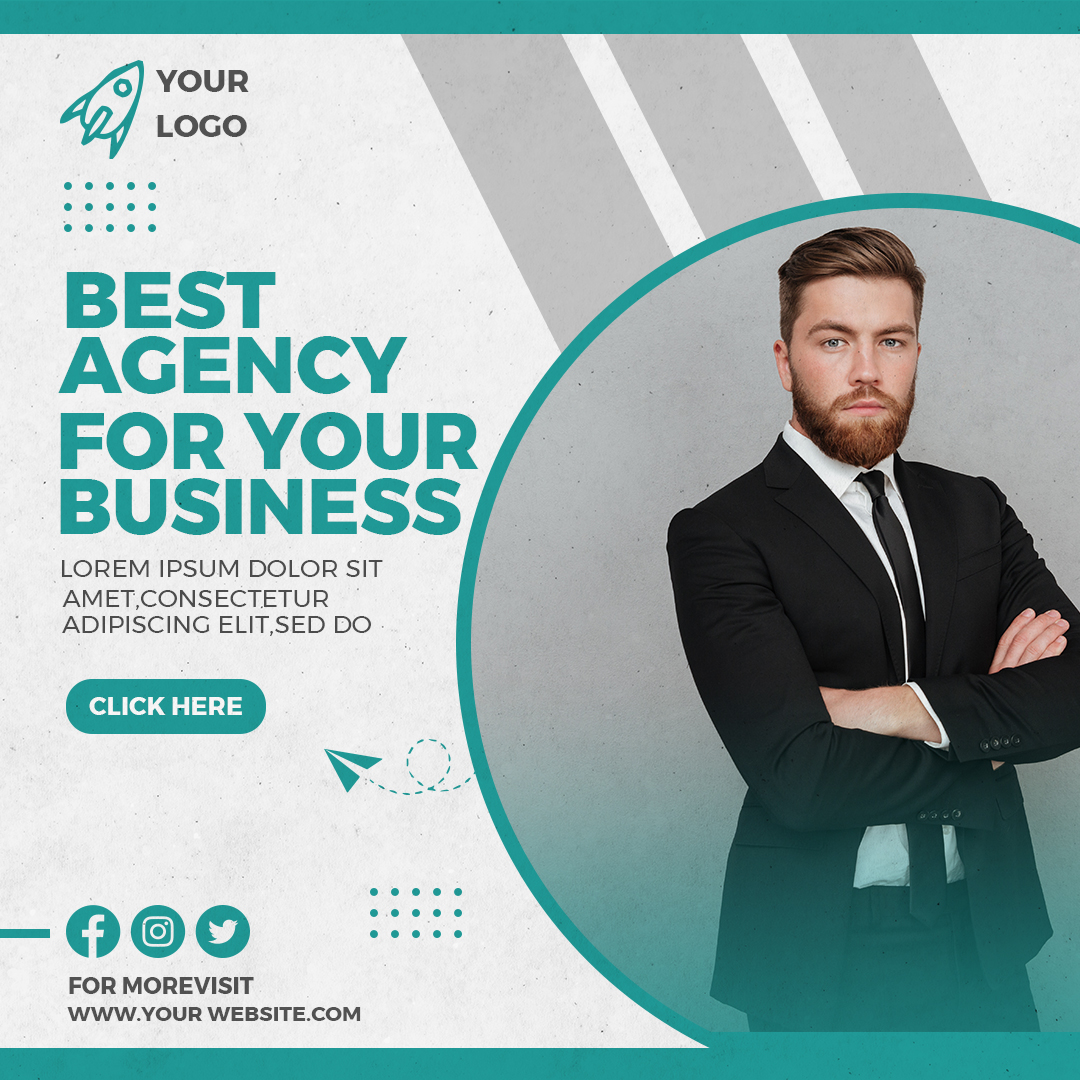 YOUR
LOGO
BEST
AGENCY
FOR YOUR
BUSINESS
LOREM IPSUM DOLOR SIT
AMET,CONSECTETUR
ADIPISCING ELIT,SED DO
CLICK HERE
FOR MOREVISIT
WWW.YOUR WEBSITE.COM